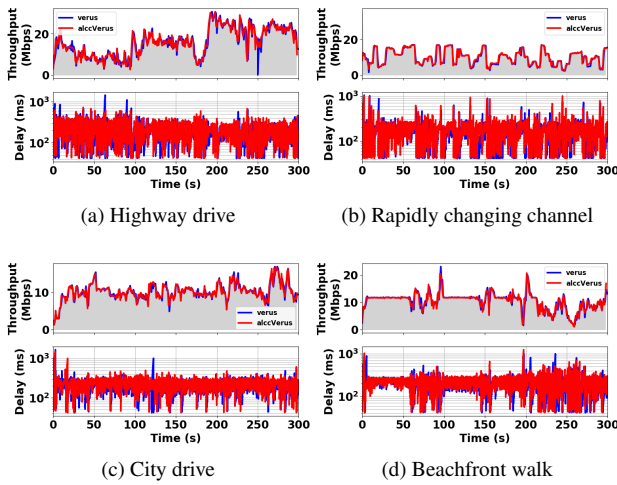 verus
alccVerus
Throughput
(Mbps)
20
0
Delay (ms)
10³
10²
0 50 100 150 200 250 300
Time (s)
(a) Highway drive
verus
alccVerus
Throughput
(Mbps)
20
0
Delay (ms)
10³
10²
0 50 100 150 200 250 300
Time (s)
(b) Rapidly changing channel
Throughput
(Mbps)
10
0
verus
alccVerus
Delay (ms)
10³
10²
0 50 100 150 200 250 300
Time (s)
(c) City drive
verus
alccVerus
Throughput
(Mbps)
20
10
0
Delay (ms)
10³
10²
0 50 100 150 200 250 300
Time (s)
(d) Beachfront walk